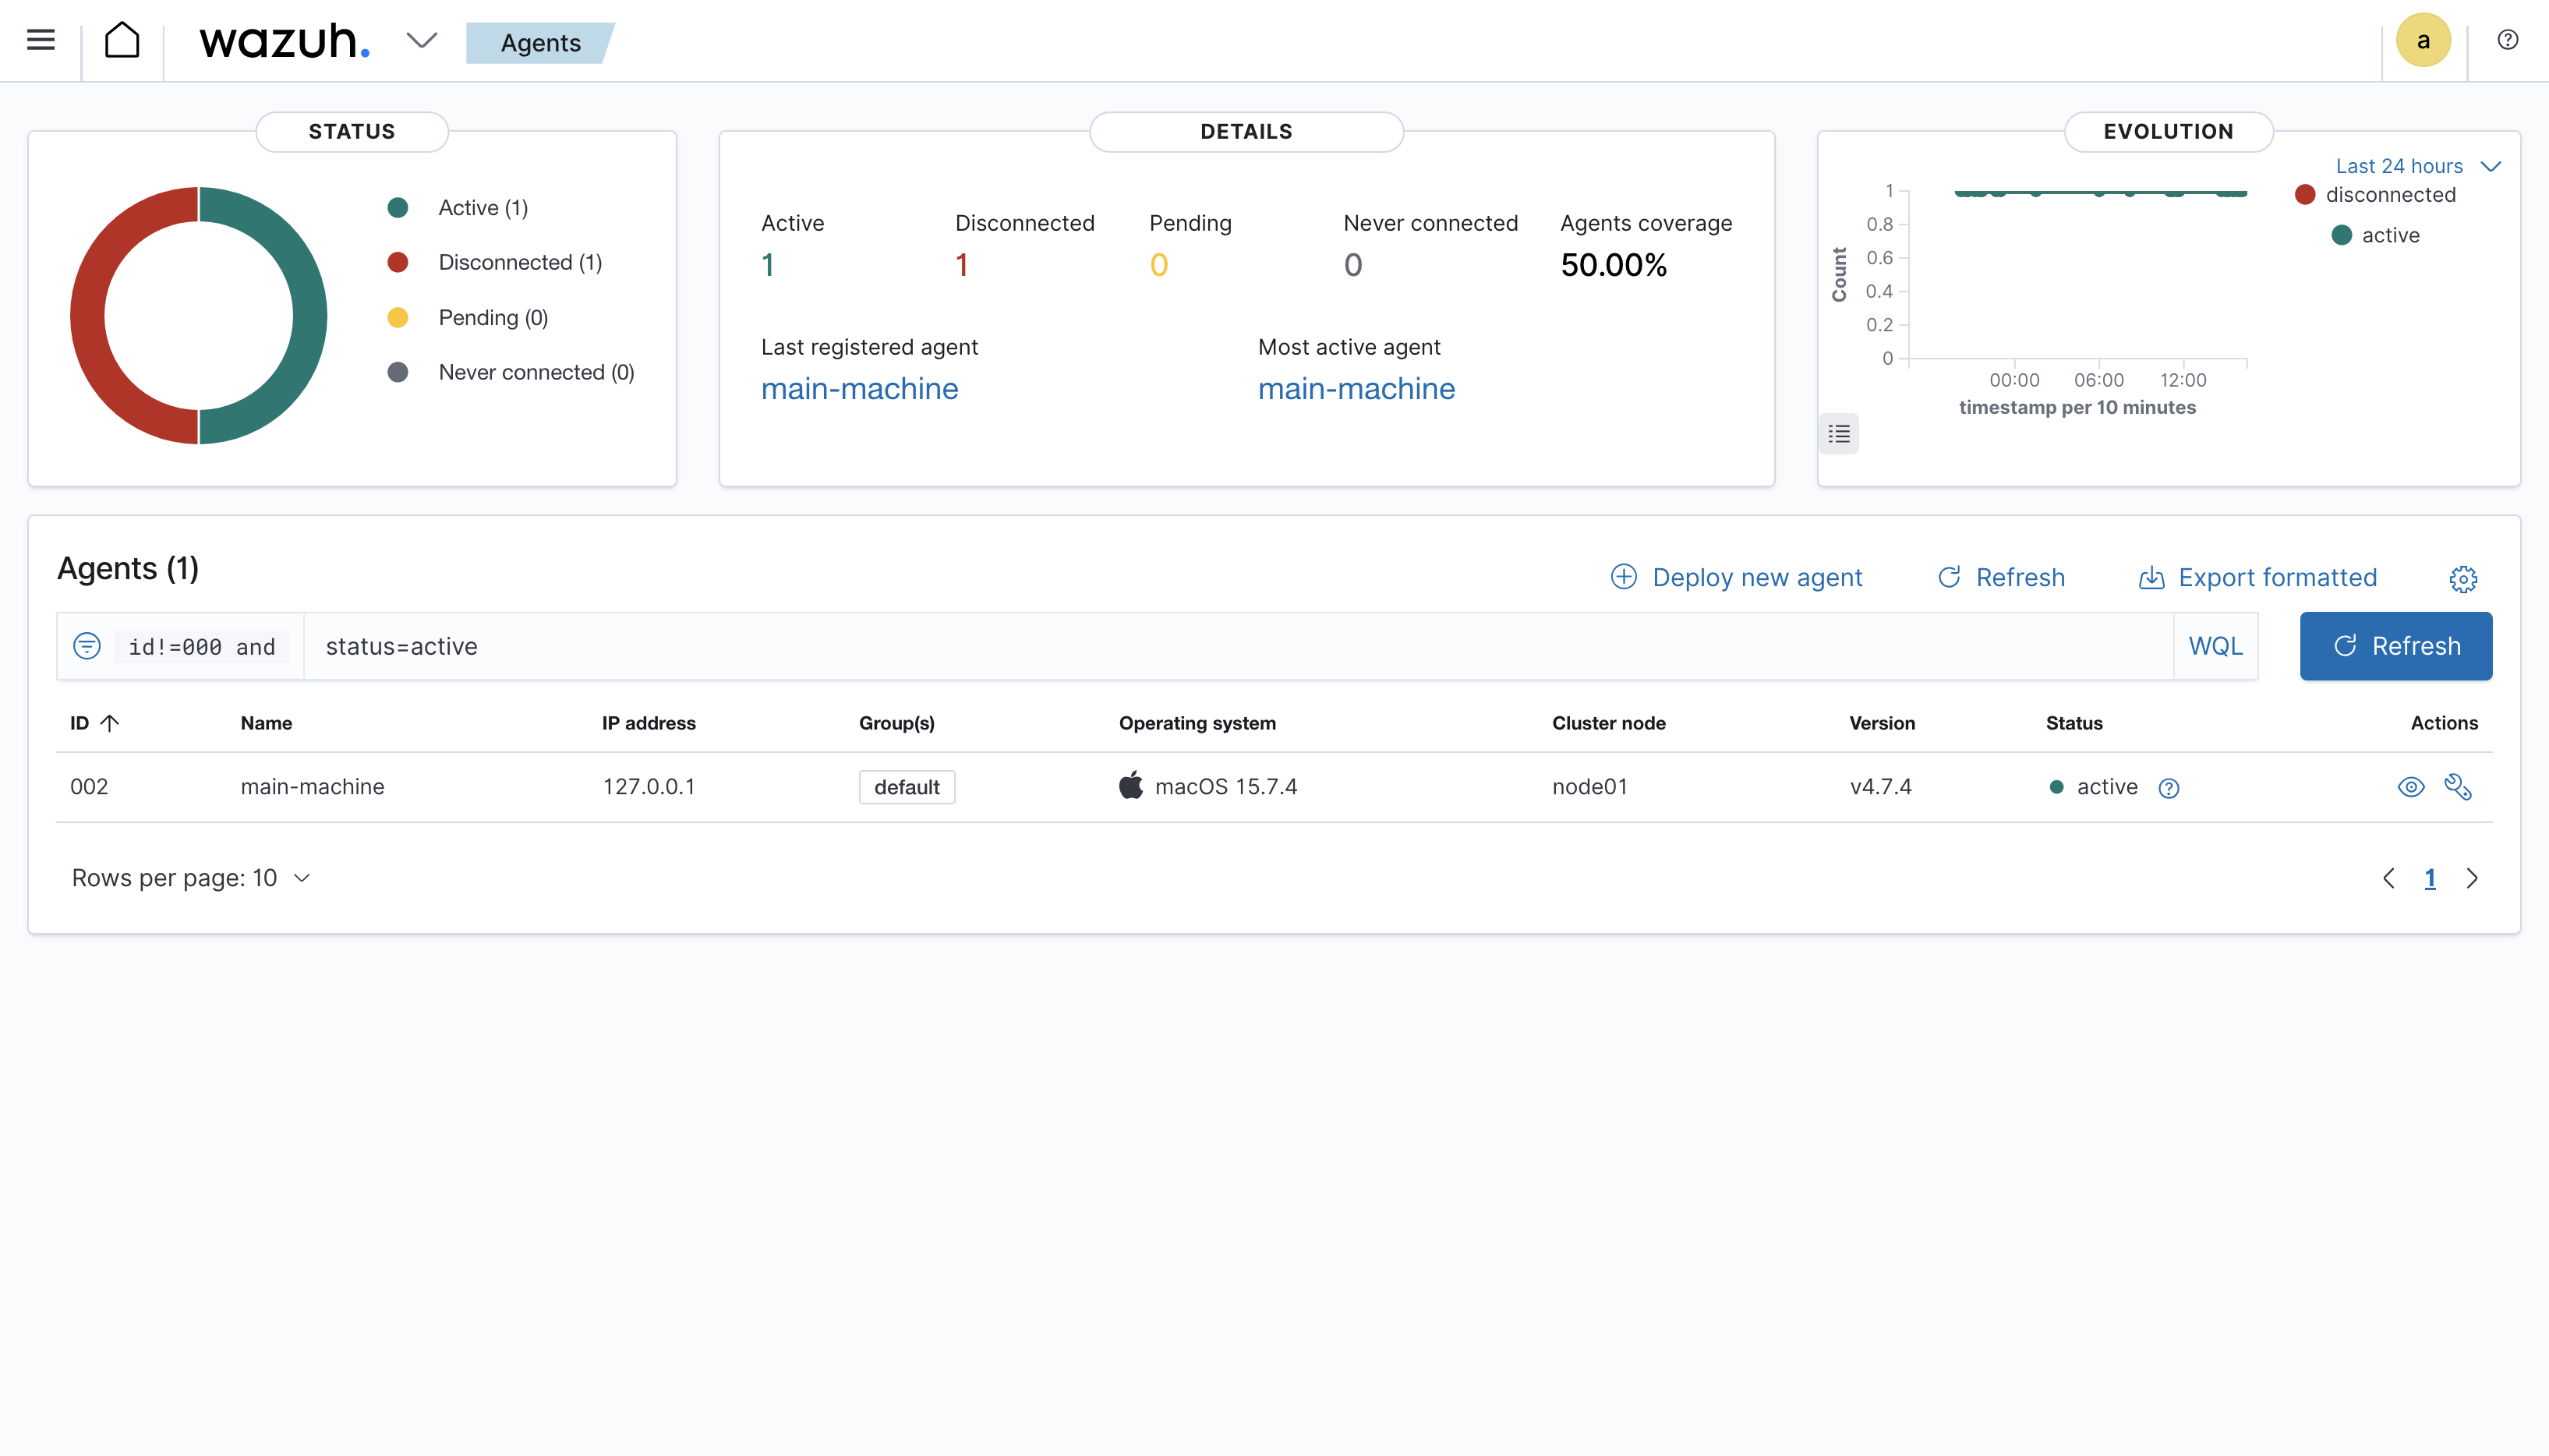 wazuh.
Agents
a
STATUS
Active (1)
Disconnected (1)
Pending (0)
Never connected (0)
DETAILS
Active
1
Disconnected
1
Pending
0
Never connected
0
Agents coverage
50.00%
Last registered agent
main-machine
Most active agent
main-machine
EVOLUTION
Last 24 hours
disconnected
active
Count
1
0.8
0.6
0.4
0.2
0
00:00 06:00 12:00
timestamp per 10 minutes
Agents (1)
Deploy new agent Refresh Export formatted
id!=000 and status=active WQL Refresh
ID Name IP address Group(s) Operating system Cluster node Version Status Actions
002 main-machine 127.0.0.1 default macOS 15.7.4 node01 v4.7.4 active
Rows per page: 10
1